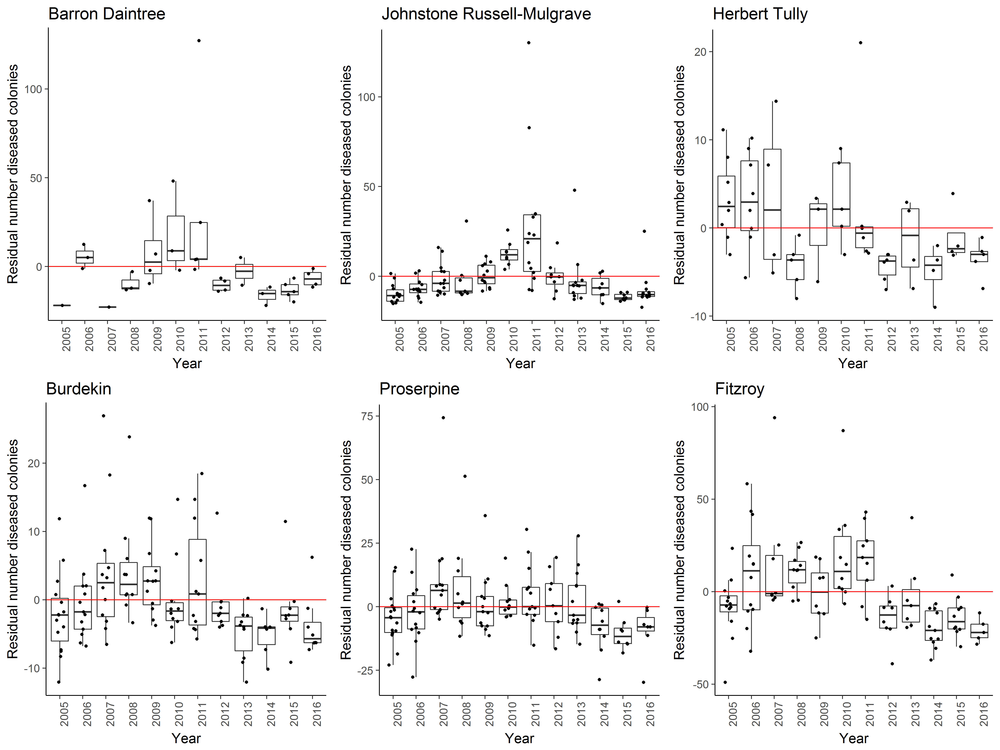 Barron Daintree
Residual number diseased colonies
100
50
0
2005 2006 2007 2008 2009 2010 2011 2012 2013 2014 2015 2016
Year
Johnstone Russell-Mulgrave
Residual number diseased colonies
100
50
0
2005 2006 2007 2008 2009 2010 2011 2012 2013 2014 2015 2016
Year
Herbert Tully
Residual number diseased colonies
20
10
0
-10
2005 2006 2007 2008 2009 2010 2011 2012 2013 2014 2015 2016
Year
Burdekin
Residual number diseased colonies
20
10
0
-10
2005 2006 2007 2008 2009 2010 2011 2012 2013 2014 2015 2016
Year
Proserpine
Residual number diseased colonies
75
50
25
0
-25
2005 2006 2007 2008 2009 2010 2011 2012 2013 2014 2015 2016
Year
Fitzroy
Residual number diseased colonies
100
50
0
-50
2005 2006 2007 2008 2009 2010 2011 2012 2013 2014 2015 2016
Year